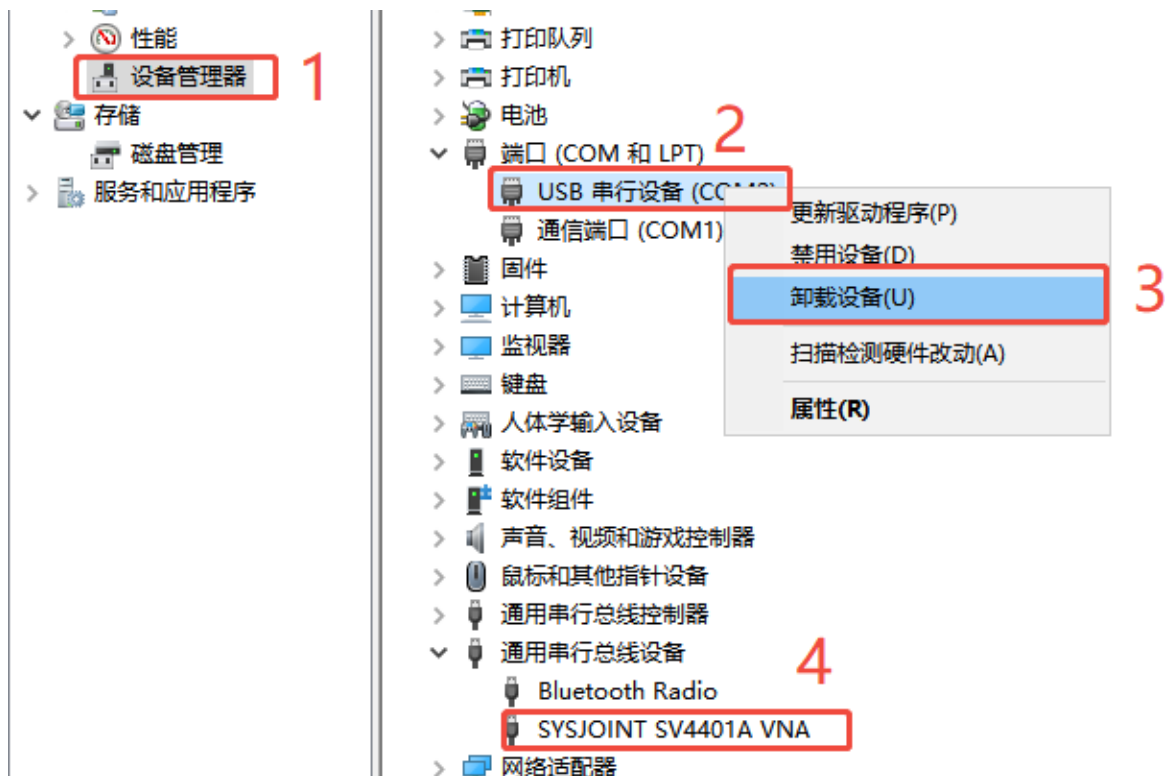 性能
设备管理器
1
存储
磁盘管理
服务和应用程序
打印队列
打印机
电池
2
端口 (COM 和 LPT)
USB 串行设备
通信端口 (COM1)
更新驱动程序(P)
禁用设备(D)
卸载设备(U)
3
扫描检测硬件改动(A)
属性(R)
固件
计算机
监视器
键盘
人体学输入设备
软件设备
软件组件
声音、视频和游戏控制器
鼠标和其他指针设备
通用串行总线控制器
通用串行总线设备
4
Bluetooth Radio
SYSJOINT SV4401A VNA
网络适配器